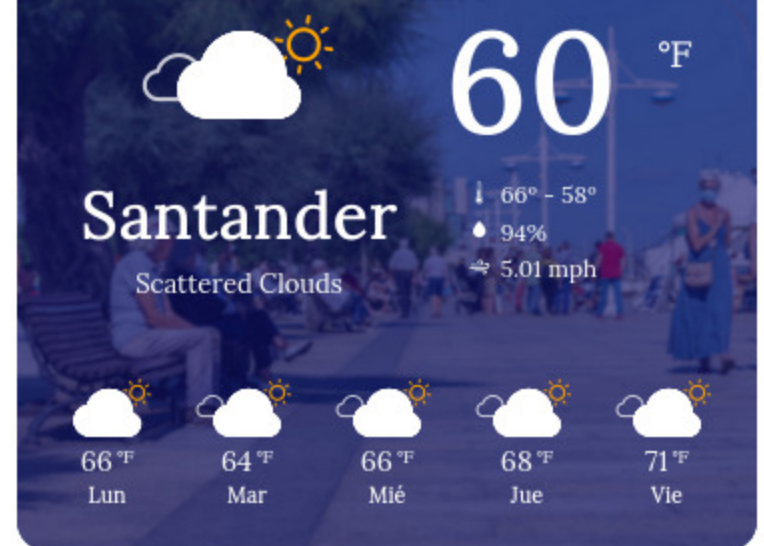 60 °F
Santander
Scattered Clouds
66° - 58°
94%
5.01 mph
66 °F
Lun
64 °F
Mar
66 °F
Mié
68 °F
Jue
71 °F
Vie